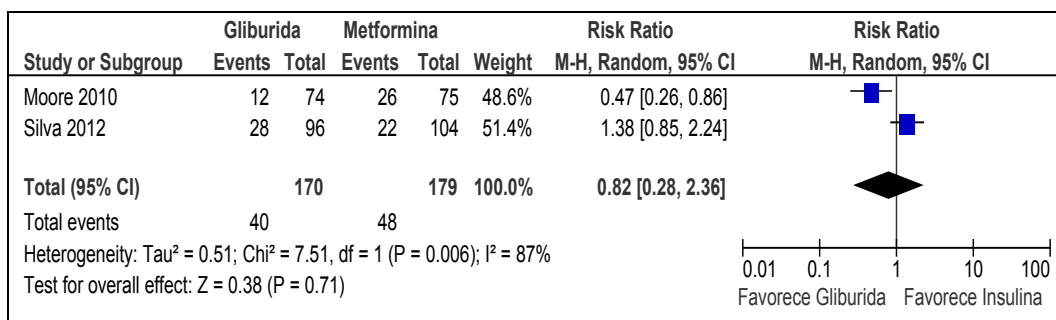 Gliburida Metformina Risk Ratio Risk Ratio
Study or Subgroup Events Total Events Total Weight M-H, Random, 95% CI M-H, Random, 95% CI
Moore 2010 12 74 26 75 48.6% 0.47 [0.26, 0.86]
Silva 2012 28 96 22 104 51.4% 1.38 [0.85, 2.24]
Total (95% CI) 170 179 100.0% 0.82 [0.28, 2.36]
Total events 40 48
Heterogeneity: Tau² = 0.51; Chi² = 7.51, df = 1 (P = 0.006); I² = 87%
Test for overall effect: Z = 0.38 (P = 0.71)
0.01 0.1 1 10 100
Favorece Gliburida Favorece Insulina